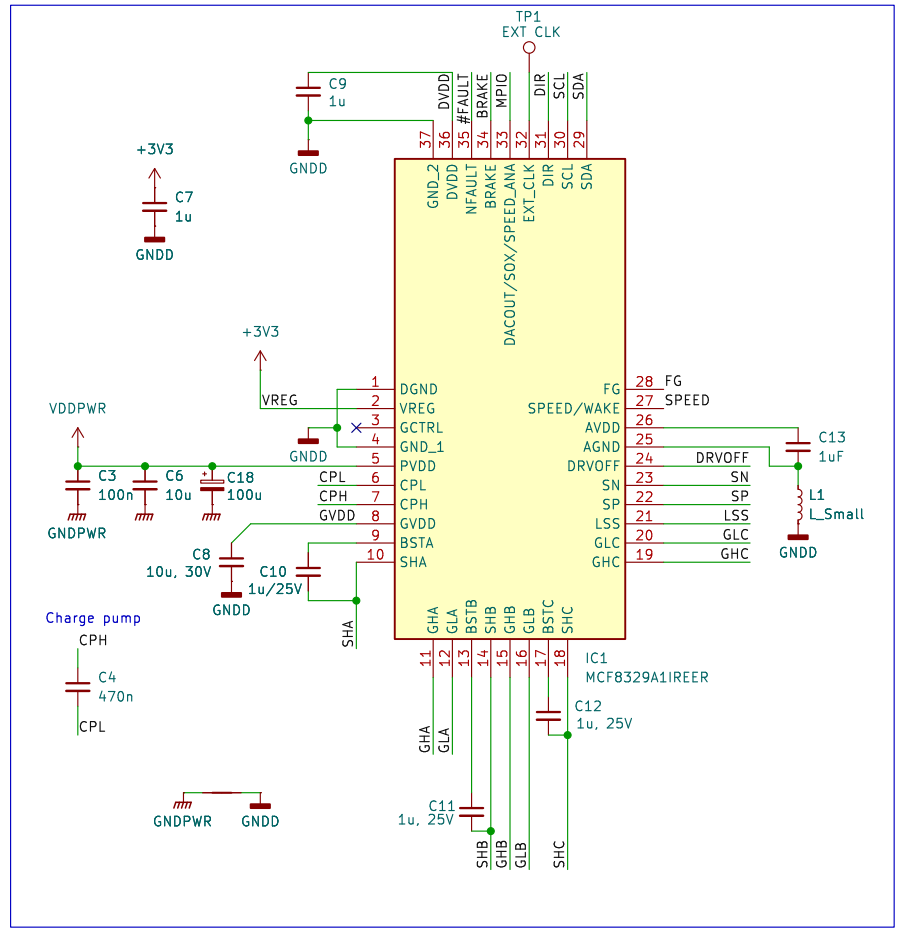 TP1
EXT CLK
C9
1u
GNDD
DVDD
#FAULT
BRAKE
MPIO
DIR
SCL
SDA
37
36
35
34
33
32
31
30
29
GND_2
DVDD
NFAULT
BRAKE
DACOUT/SOX/SPEED_ANA
EXT_CLK
DIR
SCL
SDA
+3V3
C7
1u
GNDD
+3V3
VREG
GNDD
VDDPWR
C3
100n
C6
10u
+
C18
100u
GNDPWR
CPL
CPH
GVDD
C8
10u, 30V
GNDD
C10
1u/25V
SHA
1 DGND
2 VREG
3 GCTRL
4 GND_1
5 PVDD
6 CPL
7 CPH
8 GVDD
9 BSTA
10 SHA
FG 28 FG
SPEED/WAKE 27 SPEED
AVDD 26
AGND 25
DRVOFF 24 DRVOFF
SN 23 SN
SP 22 SP
LSS 21 LSS
GLC 20 GLC
GHC 19 GHC
C13
1uF
L1
L_Small
GNDD
GHA
GLA
BSTB
SHB
GHB
GLB
BSTC
SHC
11
12
13
14
15
16
17
18
IC1
MCF8329A1IREER
Charge pump
CPH
C4
470n
CPL
C12
1u, 25V
GHA
GLA
C11
1u, 25V
SHB
GHB
GLB
SHC
GNDPWR
GNDD